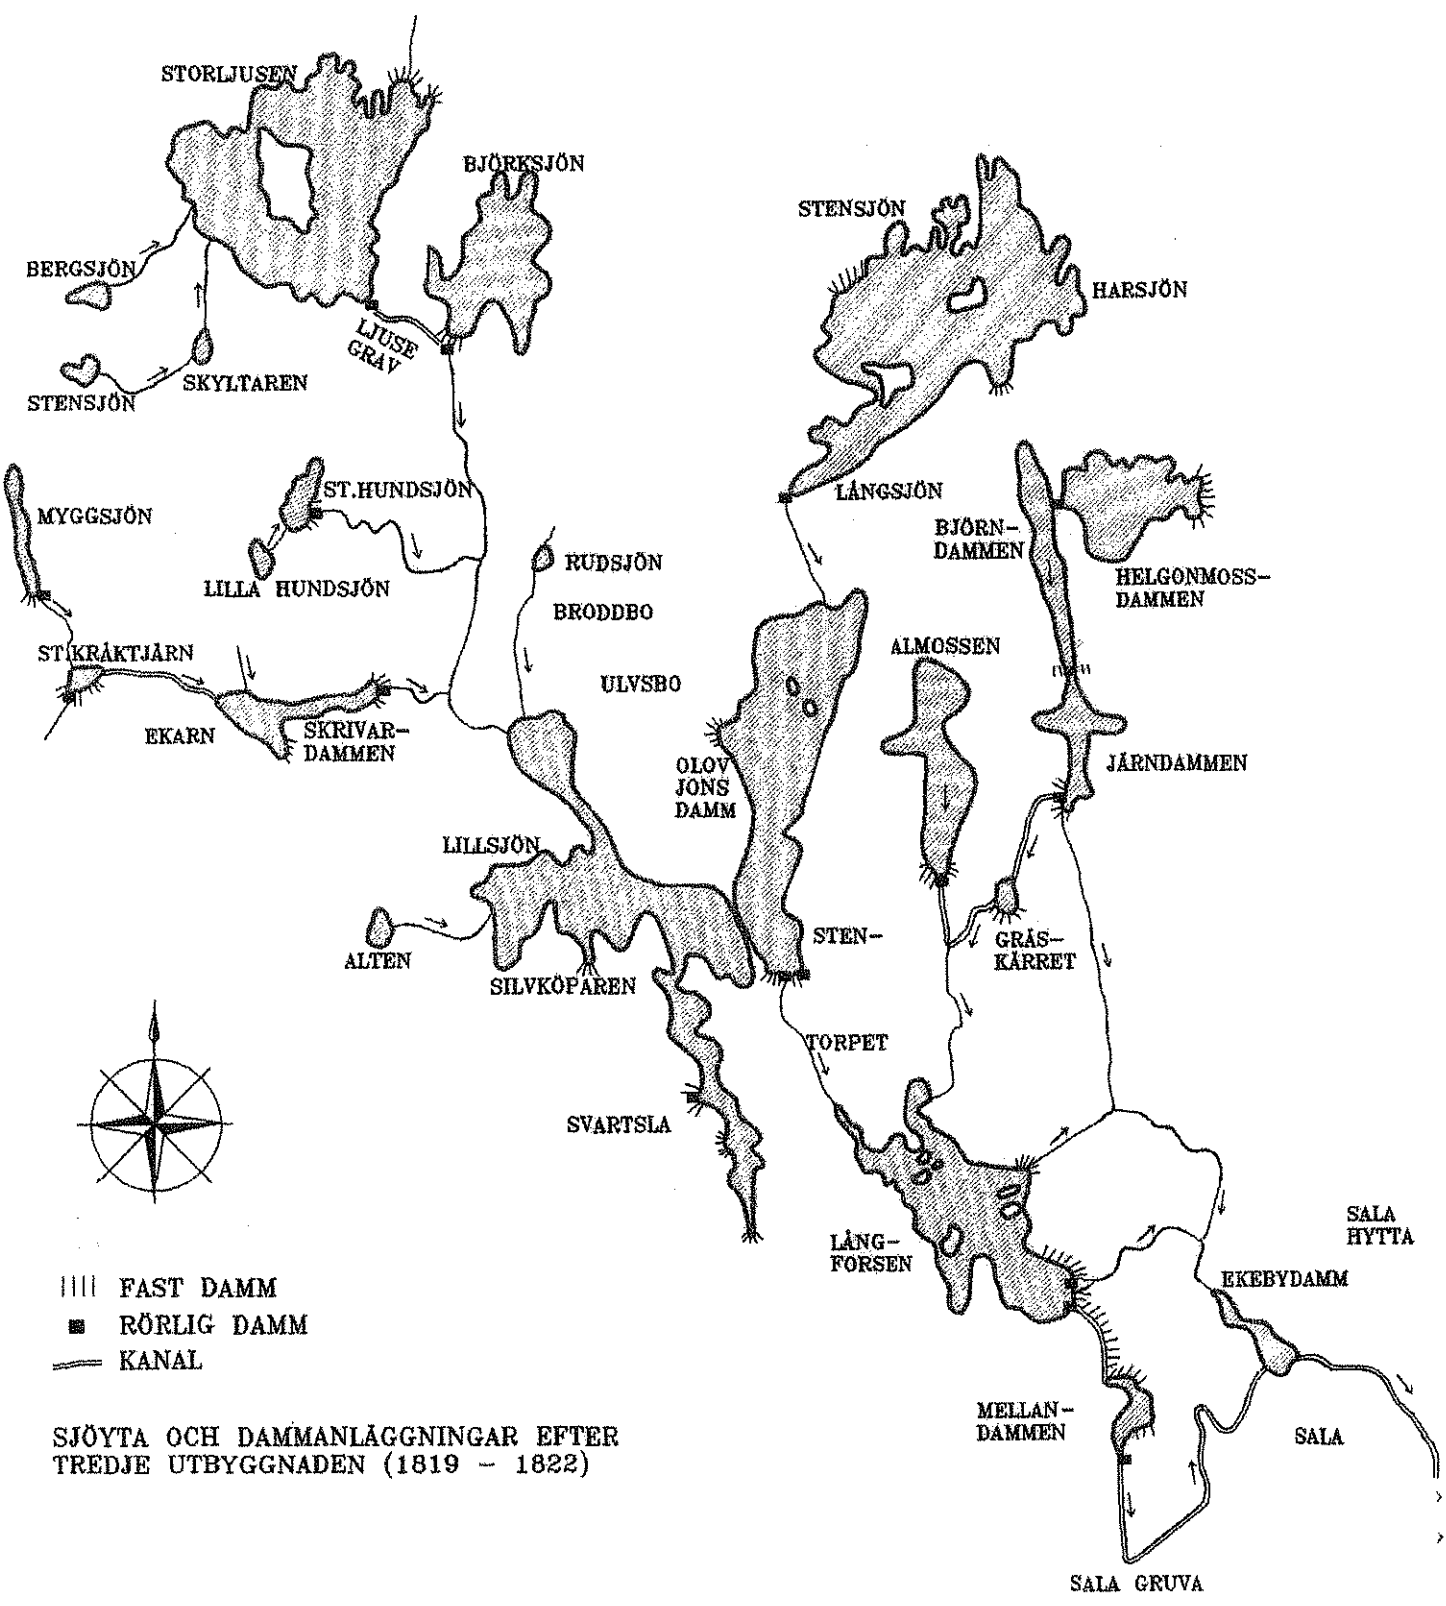 STORLJUSEN
BJÖRKSJÖN
STENSJÖN
BERGSJÖN
HARSJÖN
LJUSE
GRAV
SKYLTAREN
STENSJÖN
LÅNGSJÖN
ST.HUNDSJÖN
MYGGSJÖN
BJÖRN-
DAMMEN
RUDSJÖN
HELGONMOSS-
DAMMEN
LILLA HUNDSJÖN
BRODDBO
ALMOSSEN
ST.KRÅKTJÄRN
ULVSBO
EKARN
SKRIVAR-
DAMMEN
OLOV
JONS
DAMM
JÄRNDAMMEN
LILLSJÖN
STEN-
GRÄS-
KÄRRET
ALTEN
SILVKÖPAREN
TORPET
SVARTSLA
LÅNG-
FORSEN
SALA
HYTTA
EKEBYDAMM
FAST DAMM
RÖRLIG DAMM
KANAL
MELLAN-
DAMMEN
SALA
SJÖYTA OCH DAMMANLÄGGNINGAR EFTER
TREDJE UTBYGGNADEN (1819 - 1822)
SALA GRUVA